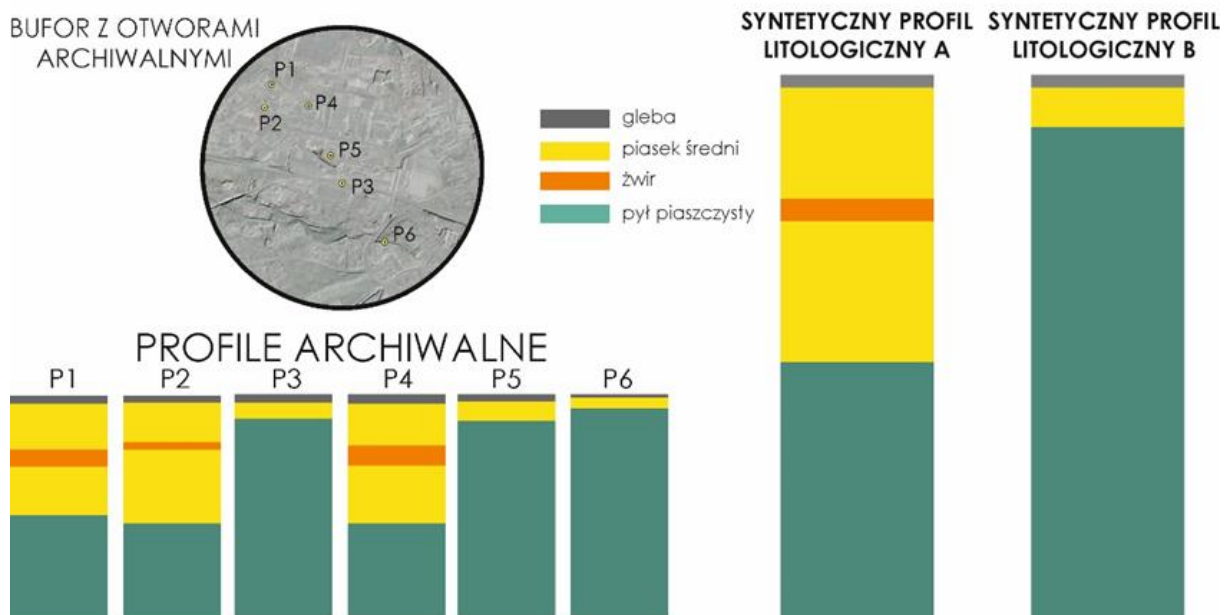 BUFOR Z OTWORAMI
ARCHIWALNYMI
P1
P4
P2
P5
P3
P6
gleba
piasek średni
żwir
pył piaszczysty
SYNTETYCZNY PROFIL
LITOLOGICZNY A
SYNTETYCZNY PROFIL
LITOLOGICZNY B
PROFILE ARCHIWALNE
P1 P2 P3 P4 P5 P6